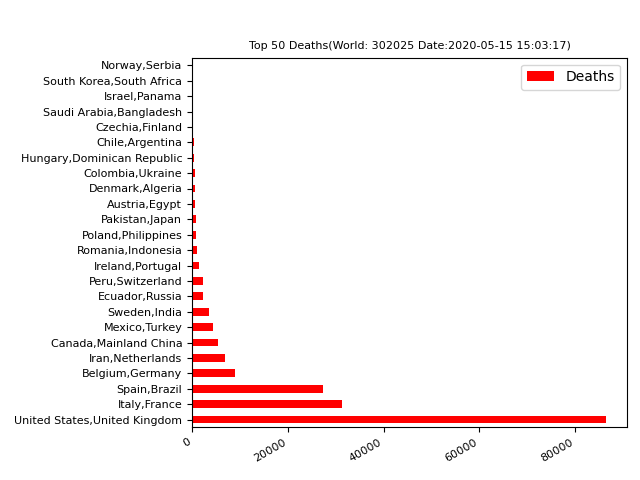 Top 50 Deaths(World: 302025 Date:2020-05-15 15:03:17)
Deaths
Norway,Serbia
South Korea,South Africa
Israel,Panama
Saudi Arabia,Bangladesh
Czechia,Finland
Chile,Argentina
Hungary,Dominican Republic
Colombia,Ukraine
Denmark,Algeria
Austria,Egypt
Pakistan,Japan
Poland,Philippines
Romania,Indonesia
Ireland,Portugal
Peru,Switzerland
Ecuador,Russia
Sweden,India
Mexico,Turkey
Canada,Mainland China
Iran,Netherlands
Belgium,Germany
Spain,Brazil
Italy,France
United States,United Kingdom
0 20000 40000 60000 80000